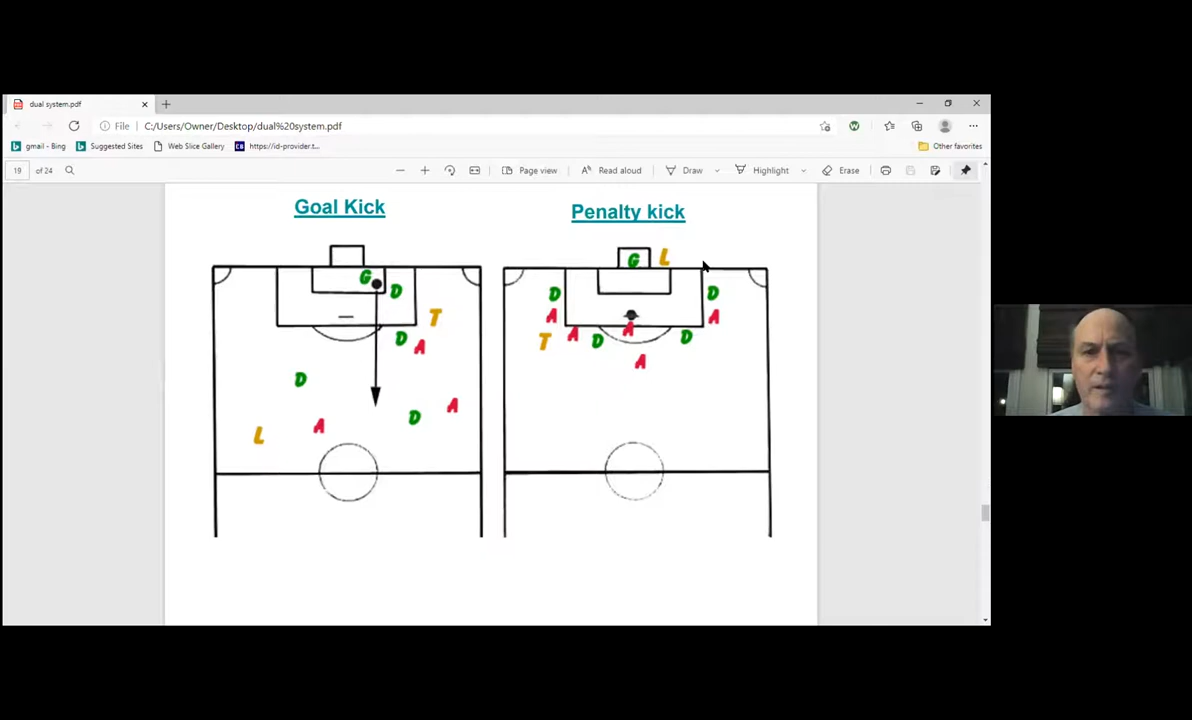 dual system.pdf
File C:/Users/Owner/Desktop/dual%20system.pdf
gmail - Bing Suggested Sites Web Slice Gallery https://id-provider.t... Other favorites
19 of 24 Page view Read aloud Draw Highlight Erase
Goal Kick
G
D
T
D A
D
A
D
A
L
Penalty kick
G L
D D
A A
A
T A D D
A